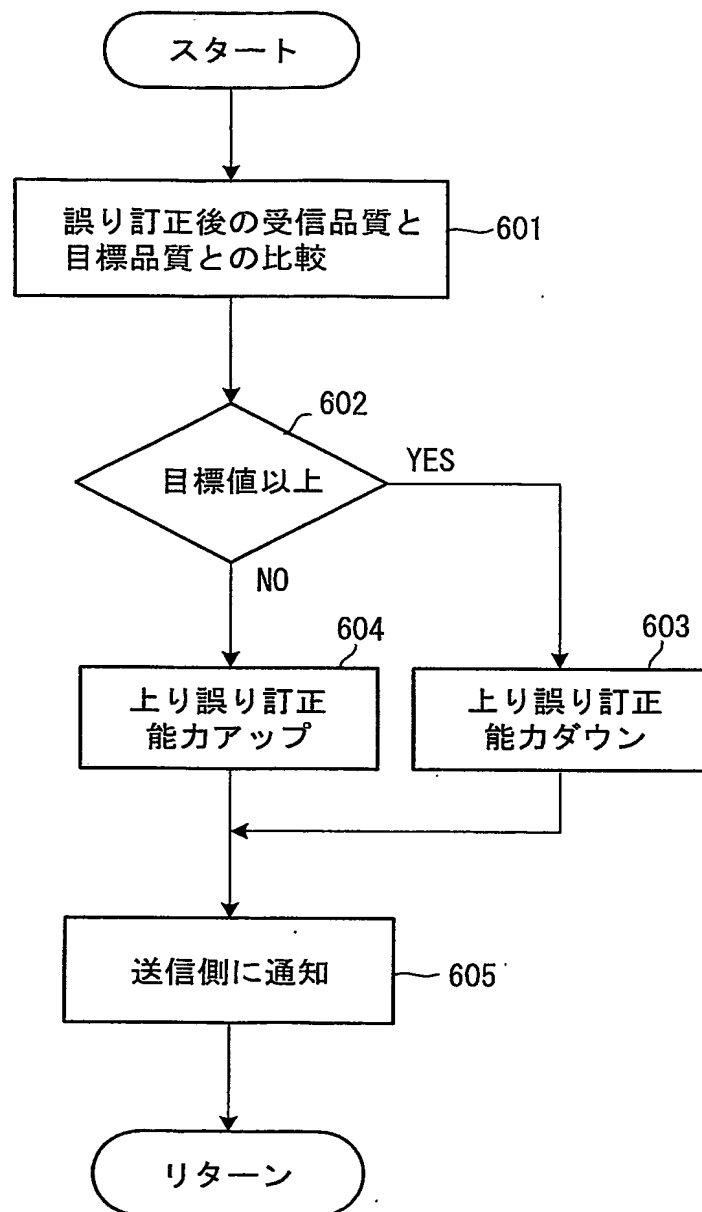 スタート
誤り訂正後の受信品質と
目標品質との比較
601
602
目標値以上
YES
NO
604
603
上り誤り訂正
能力アップ
上り誤り訂正
能力ダウン
送信側に通知
605
リターン